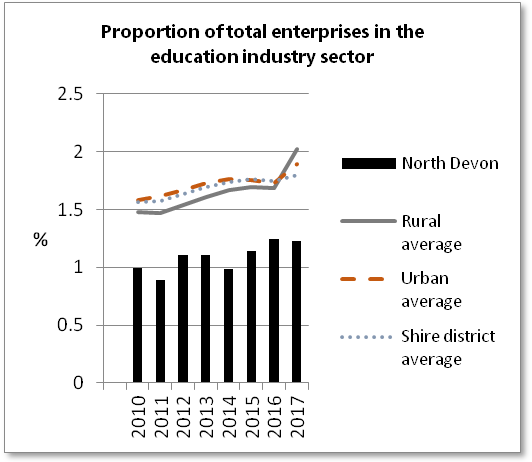 Proportion of total enterprises in the
education industry sector
2.5
2
1.5
1
0.5
0
%
2010
2011
2012
2013
2014
2015
2016
2017
North Devon
Rural
average
Urban
average
Shire district
average